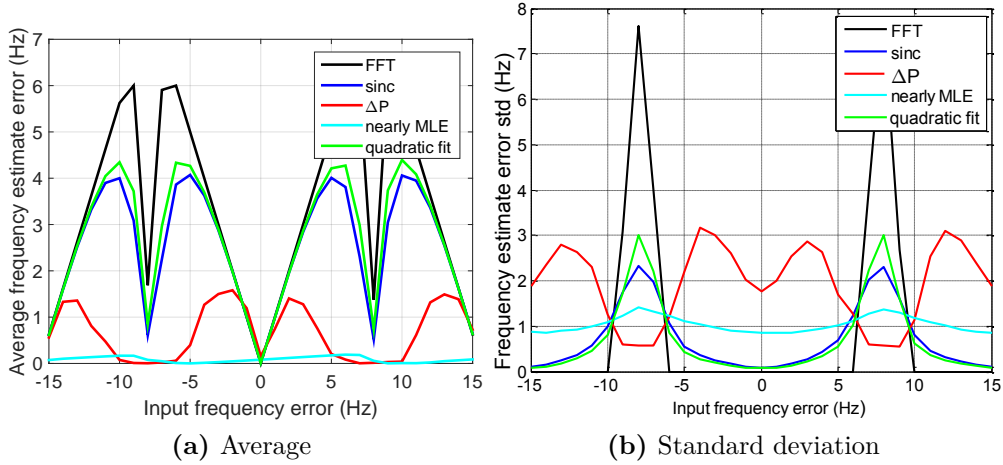 Average frequency estimate error (Hz)
7
6
5
4
3
2
1
0
-15
-10
-5
0
5
10
15
Input frequency error (Hz)
FFT
sinc
ΔP
nearly MLE
quadratic fit
(a) Average
Frequency estimate error std (Hz)
8
7
6
5
4
3
2
1
0
-15
-10
-5
0
5
10
15
Input frequency error (Hz)
FFT
sinc
ΔP
nearly MLE
quadratic fit
(b) Standard deviation